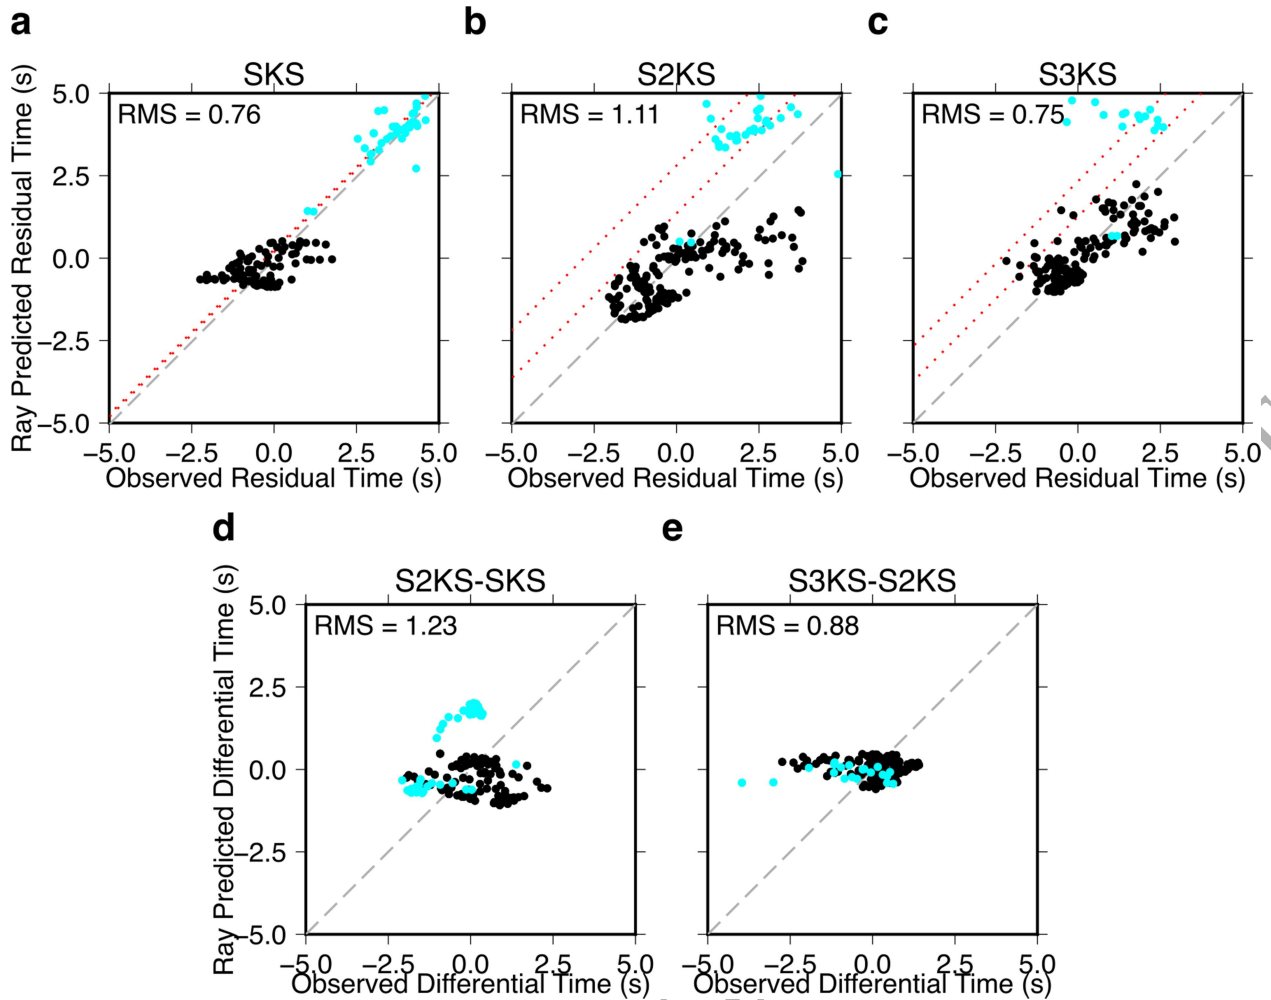 a
b
c
SKS
S2KS
S3KS
RMS = 0.76
RMS = 1.11
RMS = 0.75
Ray Predicted Residual Time (s)
5.0
2.5
0.0
−2.5
−5.0
−5.0 −2.5 0.0 2.5 5.0
−5.0 −2.5 0.0 2.5 5.0
−5.0 −2.5 0.0 2.5 5.0
Observed Residual Time (s)
Observed Residual Time (s)
Observed Residual Time (s)
d
e
S2KS-SKS
S3KS-S2KS
RMS = 1.23
RMS = 0.88
Ray Predicted Differential Time (s)
5.0
2.5
0.0
−2.5
−5.0
−5.0 −2.5 0.0 2.5 5.0
−5.0 −2.5 0.0 2.5 5.0
Observed Differential Time (s)
Observed Differential Time (s)